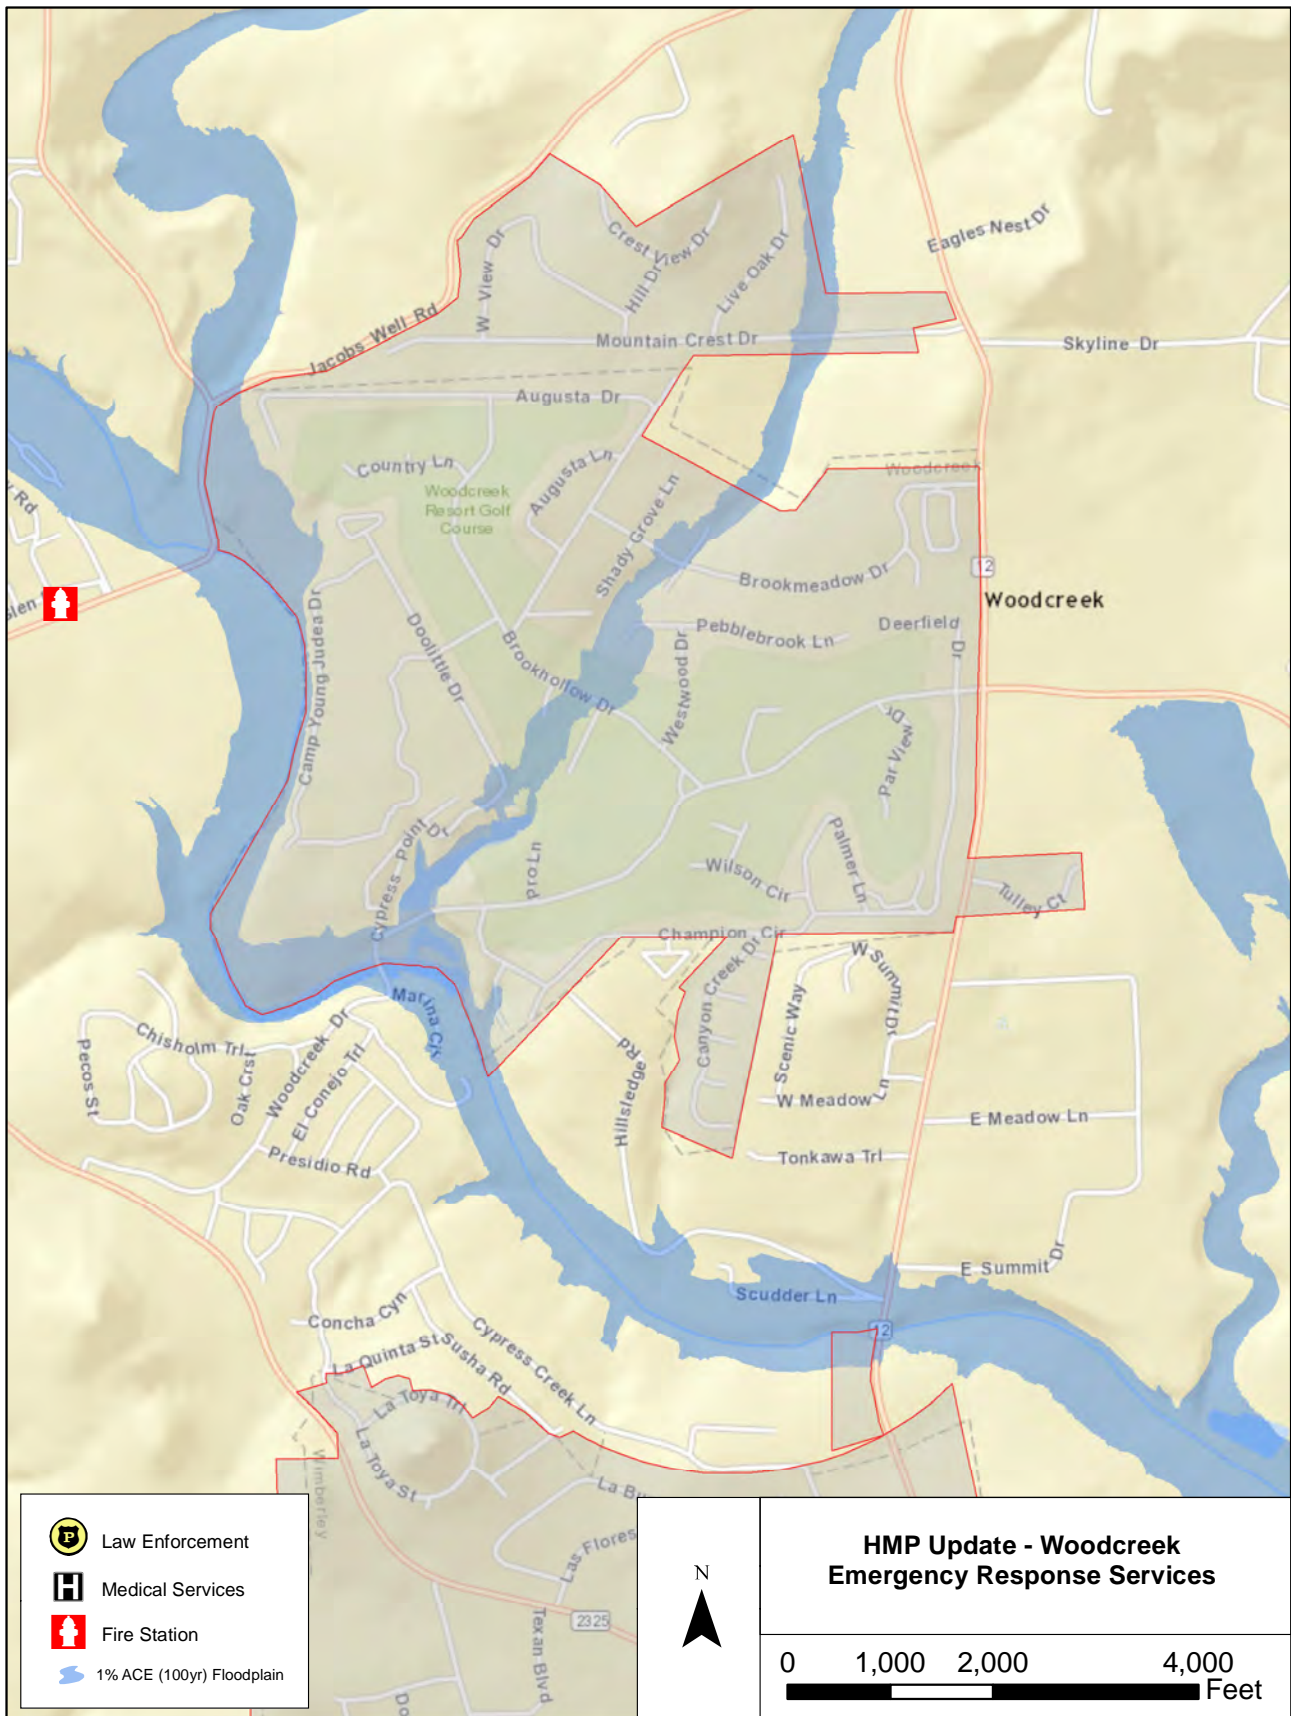 Eagles Nest Dr
Crest View Dr
W View Dr
Hill Dr
Live Oak Dr
Jacobs Well Rd
Mountain Crest Dr
Skyline Dr
Augusta Dr
Country Ln
Augusta Ln
Woodcreek
Woodcreek
Resort Golf
Course
Shady Grove Ln
Brookmeadow Dr
12
Woodcreek
Pebblebrook Ln
Deerfield
Dr
Camp Young Judea Dr
Doolittle Dr
Brookhollow Dr
Westwood Dr
Par View Dr
Cypress Point
Dr
Pro Ln
Wilson Cir
Palmer Ln
Tulley Ct
Champion Cir
Canyon Creek Dr
W Summit Dr
Scenic Way
Marina Cir
Chisholm Trl
Pecos St
Oak Crst
Woodcreek Dr
El Conejo Trl
Presidio Rd
Hillsledge
Rd
W Meadow
Ln
E Meadow Ln
Tonkawa Trl
E Summit Dr
Scudder Ln
12
Concha Cyn
La Quinta St
Susha Rd
Cypress Creek Ln
La Toya Trl
La Toya St
Wimberley
La Bu
Las Flores
Texan Blvd
2325
Do
y Rd
Glen
P
Law Enforcement
H
Medical Services
Fire Station
1% ACE (100yr) Floodplain
N
HMP Update - Woodcreek
Emergency Response Services
0 1,000 2,000 4,000
Feet